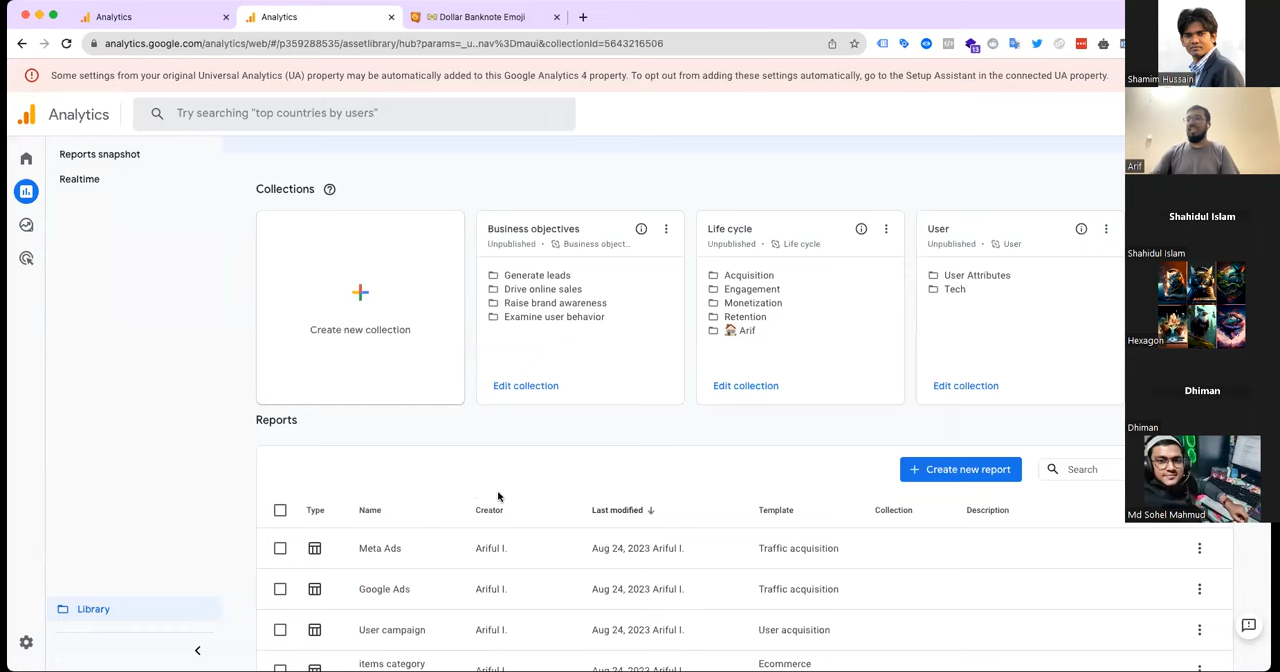 Analytics
Analytics
Dollar Banknote Emoji
analytics.google.com/analytics/web/#/p359288535/assetlibrary/hub?params=_u..nav%3Dmaui&collectionId=5643216506
13
Some settings from your original Universal Analytics (UA) property may be automatically added to this Google Analytics 4 property. To opt out from adding these settings automatically, go to the Setup Assistant in the connected UA property.
Analytics
Try searching "top countries by users"
Reports snapshot
Realtime
Library
Collections
Create new collection
Business objectives
Unpublished • Business object...
Generate leads
Drive online sales
Raise brand awareness
Examine user behavior
Edit collection
Life cycle
Unpublished • Life cycle
Acquisition
Engagement
Monetization
Retention
🏠 Arif
Edit collection
User
Unpublished • User
User Attributes
Tech
Edit collection
Reports
+ Create new report
Search
Type Name Creator Last modified ↓ Template Collection Description
Meta Ads Ariful I. Aug 24, 2023 Ariful I. Traffic acquisition
Google Ads Ariful I. Aug 24, 2023 Ariful I. Traffic acquisition
User campaign Ariful I. Aug 24, 2023 Ariful I. User acquisition
items category Ecommerce
Shamim Hussain
Arif
Shahidul Islam
Shahidul Islam
Hexagon
Dhiman
Dhiman
Md Sohel Mahmud